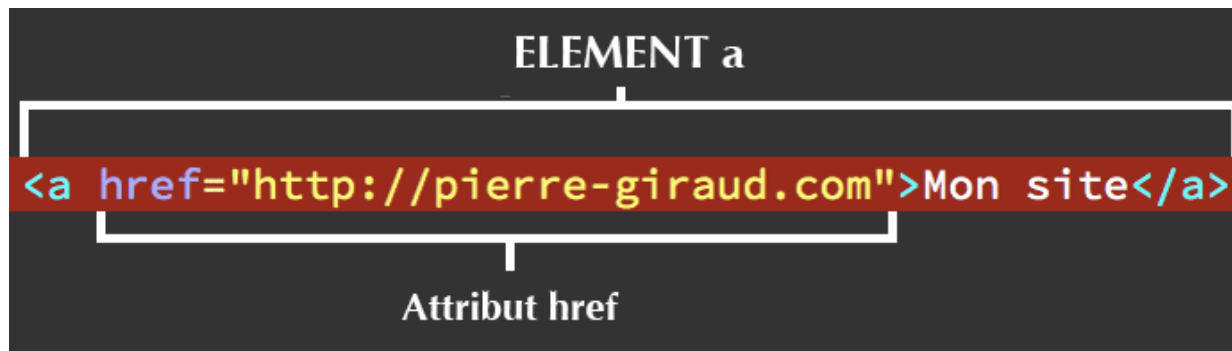 ELEMENT a
<a href="http://pierre-giraud.com">Mon site</a>
Attribut href